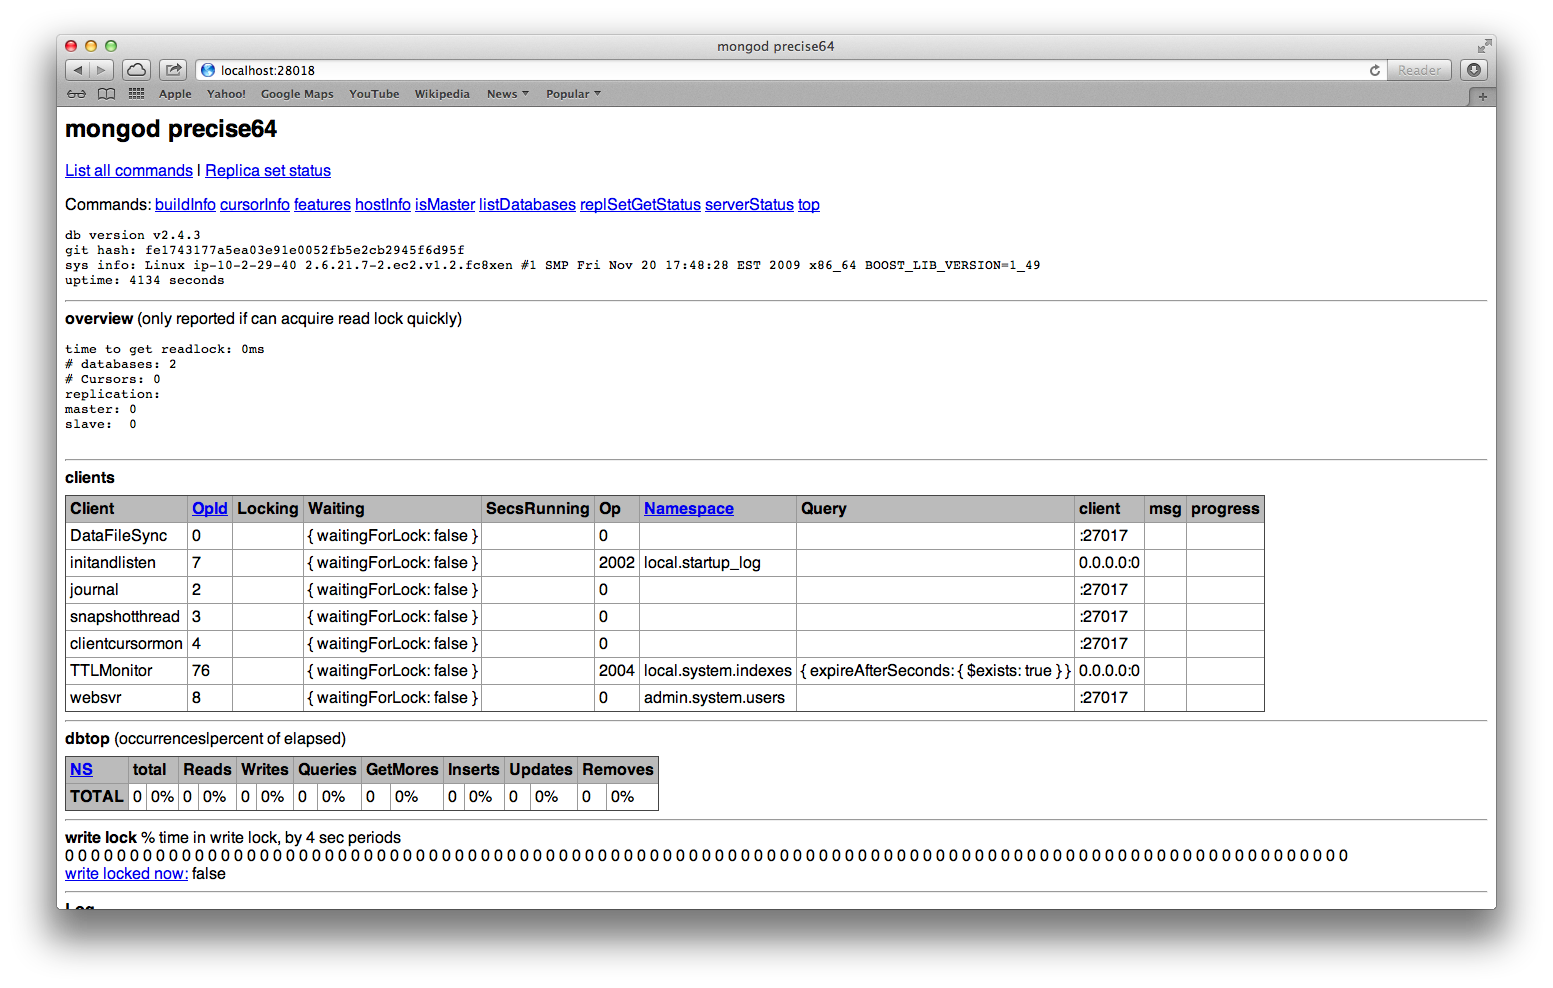 mongod precise64
localhost:28018
Reader
Apple Yahoo! Google Maps YouTube Wikipedia News Popular
mongod precise64
List all commands | Replica set status
Commands: buildInfo cursorInfo features hostInfo isMaster listDatabases replSetGetStatus serverStatus top
db version v2.4.3
git hash: fe1743177a5ea03e91e0052fb5e2cb2945f6d95f
sys info: Linux ip-10-2-29-40 2.6.21.7-2.ec2.v1.2.fc8xen #1 SMP Fri Nov 20 17:48:28 EST 2009 x86_64 BOOST_LIB_VERSION=1_49
uptime: 4134 seconds
overview (only reported if can acquire read lock quickly)
time to get readlock: 0ms
# databases: 2
# Cursors: 0
replication:
master: 0
slave:  0
clients
Client OpId Locking Waiting SecsRunning Op Namespace Query client msg progress
DataFileSync 0 { waitingForLock: false } 0 :27017
initandlisten 7 { waitingForLock: false } 2002 local.startup_log 0.0.0.0:0
journal 2 { waitingForLock: false } 0 :27017
snapshotthread 3 { waitingForLock: false } 0 :27017
clientcursormon 4 { waitingForLock: false } 0 :27017
TTLMonitor 76 { waitingForLock: false } 2004 local.system.indexes { expireAfterSeconds: { $exists: true } } 0.0.0.0:0
websvr 8 { waitingForLock: false } 0 admin.system.users :27017
dbtop (occurrences|percent of elapsed)
NS total Reads Writes Queries GetMores Inserts Updates Removes
TOTAL 0 0% 0 0% 0 0% 0 0% 0 0% 0 0% 0 0% 0 0%
write lock % time in write lock, by 4 sec periods
0 0 0 0 0 0 0 0 0 0 0 0 0 0 0 0 0 0 0 0 0 0 0 0 0 0 0 0 0 0 0 0 0 0 0 0 0 0 0 0 0 0 0 0 0 0 0 0 0 0 0 0 0 0 0 0 0 0 0 0 0 0 0 0 0 0 0 0 0 0 0 0 0 0 0 0 0 0 0 0 0 0 0 0 0 0 0 0 0 0 0 0 0 0 0 0 0 0 0
write locked now: false
Log